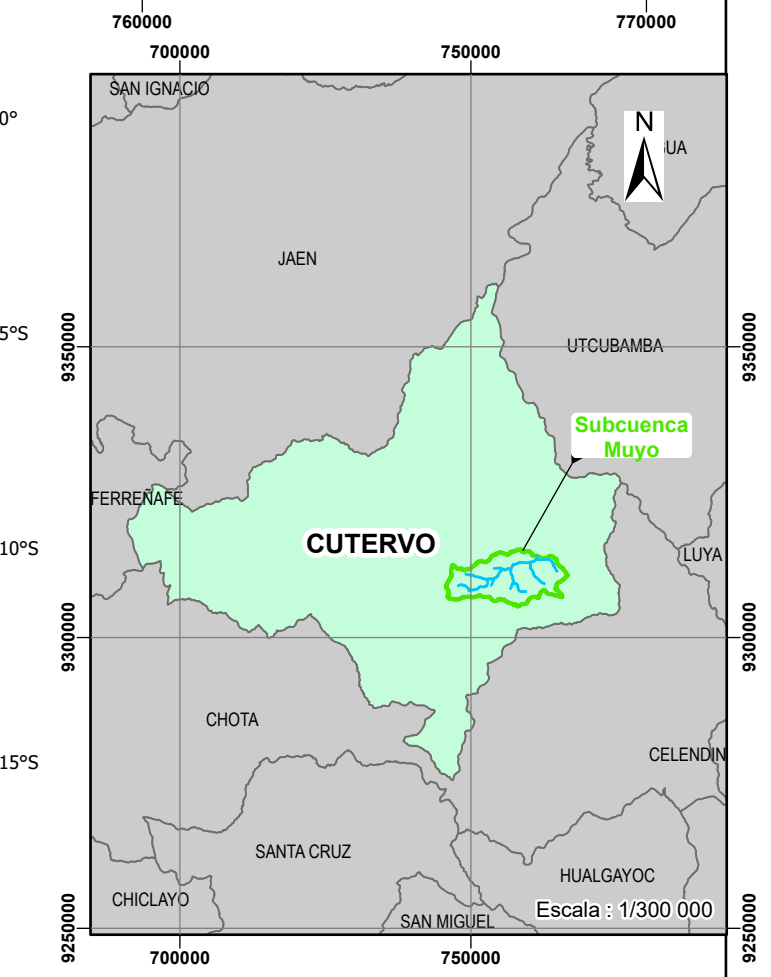 760000
770000
700000
750000
SAN IGNACIO
0°
N
GUA
JAEN
5°S
9350000
UTCUBAMBA
9350000
Subcuenca
Muyo
FERREÑAFE
CUTERVO
10°S
LUYA
9300000
9300000
CHOTA
CELENDIN
15°S
SANTA CRUZ
HUALGAYOC
CHICLAYO
Escala : 1/300 000
SAN MIGUEL
9250000
9250000
700000
750000